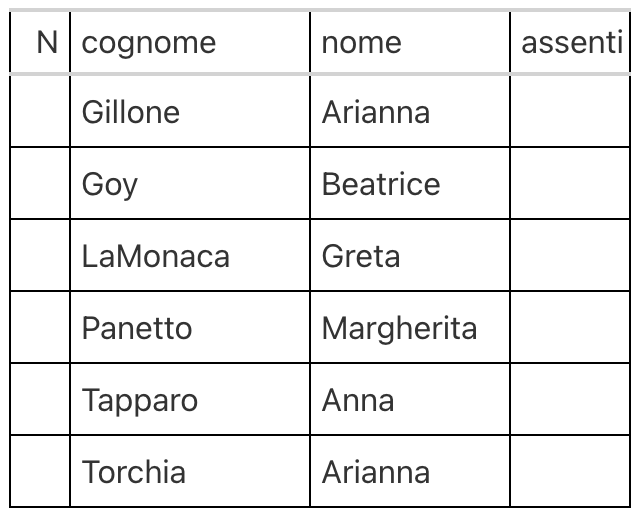 N cognome nome assenti
Gillone Arianna
Goy Beatrice
LaMonaca Greta
Panetto Margherita
Tapparo Anna
Torchia Arianna